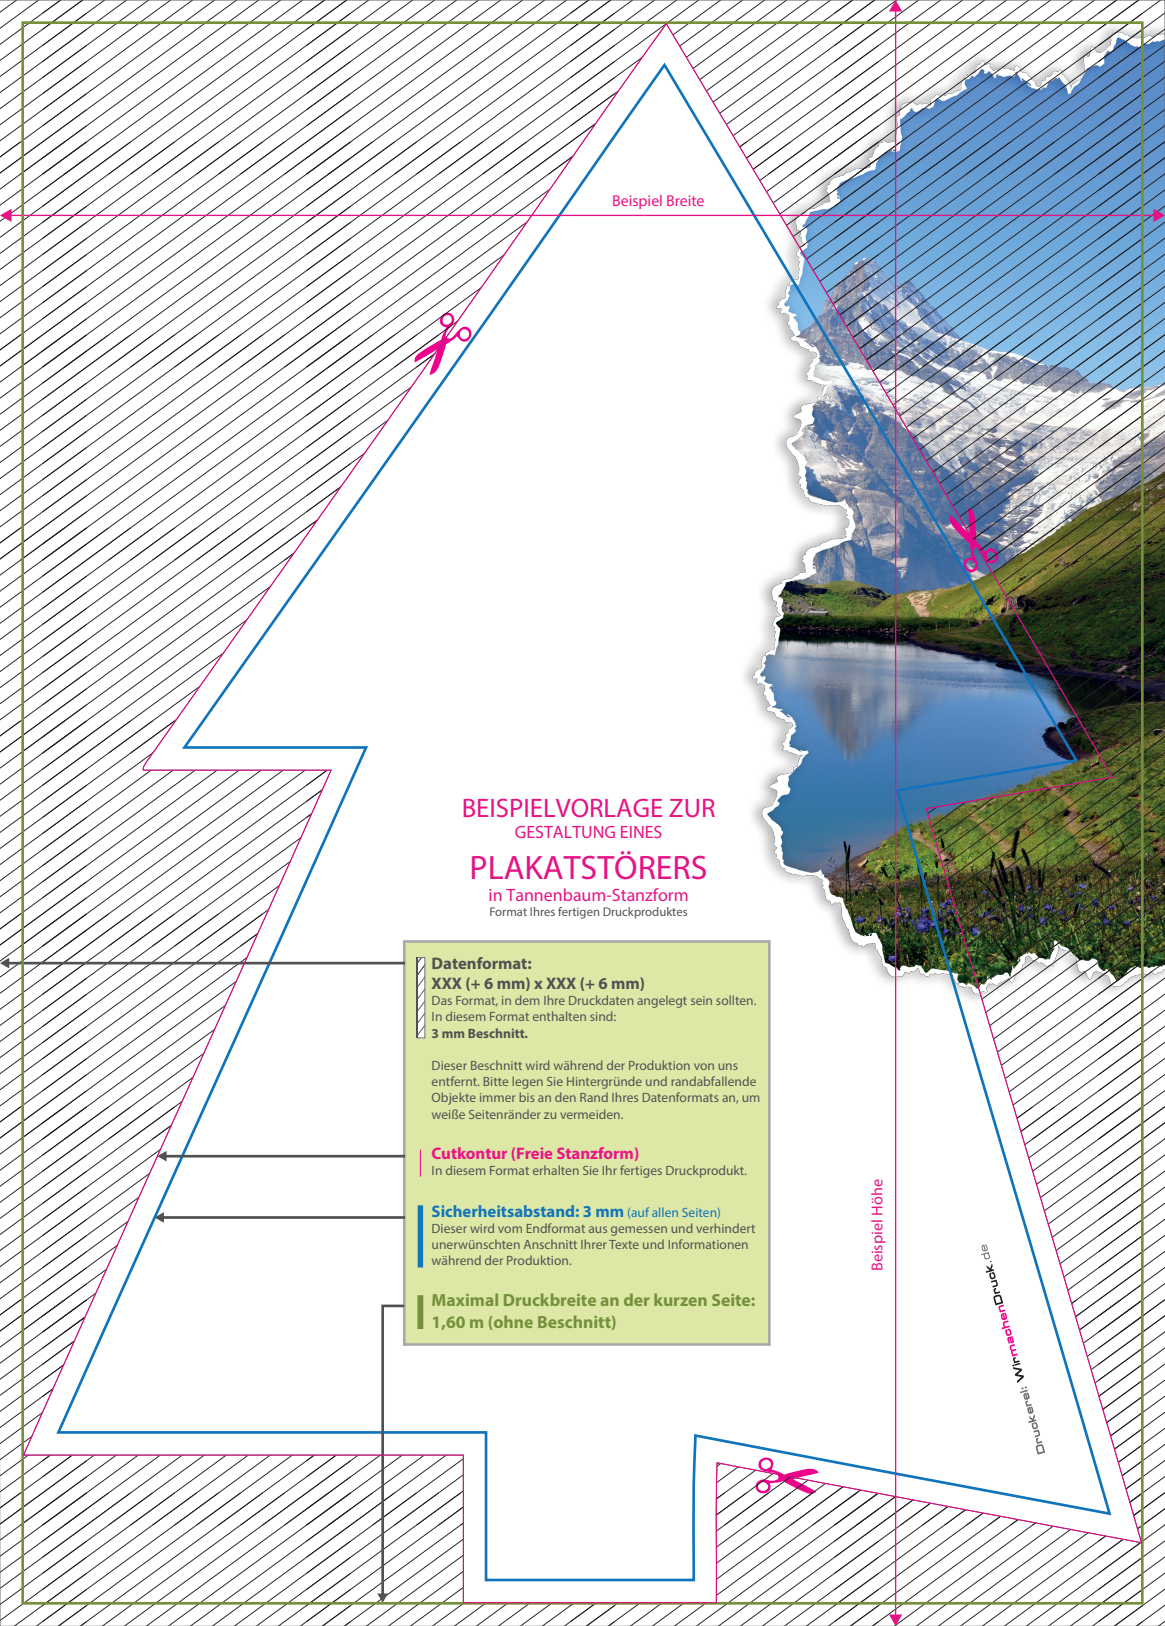 Beispiel Breite
BEISPIELVORLAGE ZUR
GESTALTUNG EINES
PLAKATSTÖRERS
in Tannenbaum-Stanzform
Format Ihres fertigen Druckproduktes
Datenformat:
XXX (+ 6 mm) x XXX (+ 6 mm)
Das Format, in dem Ihre Druckdaten angelegt sein sollten.
In diesem Format enthalten sind:
3 mm Beschnitt.
Dieser Beschnitt wird während der Produktion von uns
entfernt. Bitte legen Sie Hintergründe und randabfallende
Objekte immer bis an den Rand Ihres Datenformats an, um
weiße Seitenränder zu vermeiden.
Cutkontur (Freie Stanzform)
In diesem Format erhalten Sie Ihr fertiges Druckprodukt.
Sicherheitsabstand: 3 mm (auf allen Seiten)
Dieser wird vom Endformat aus gemessen und verhindert
unerwünschten Anschnitt Ihrer Texte und Informationen
während der Produktion.
Maximal Druckbreite an der kurzen Seite:
1,60 m (ohne Beschnitt)
Beispiel Höhe
Druckerei: WirmachenDruck.de